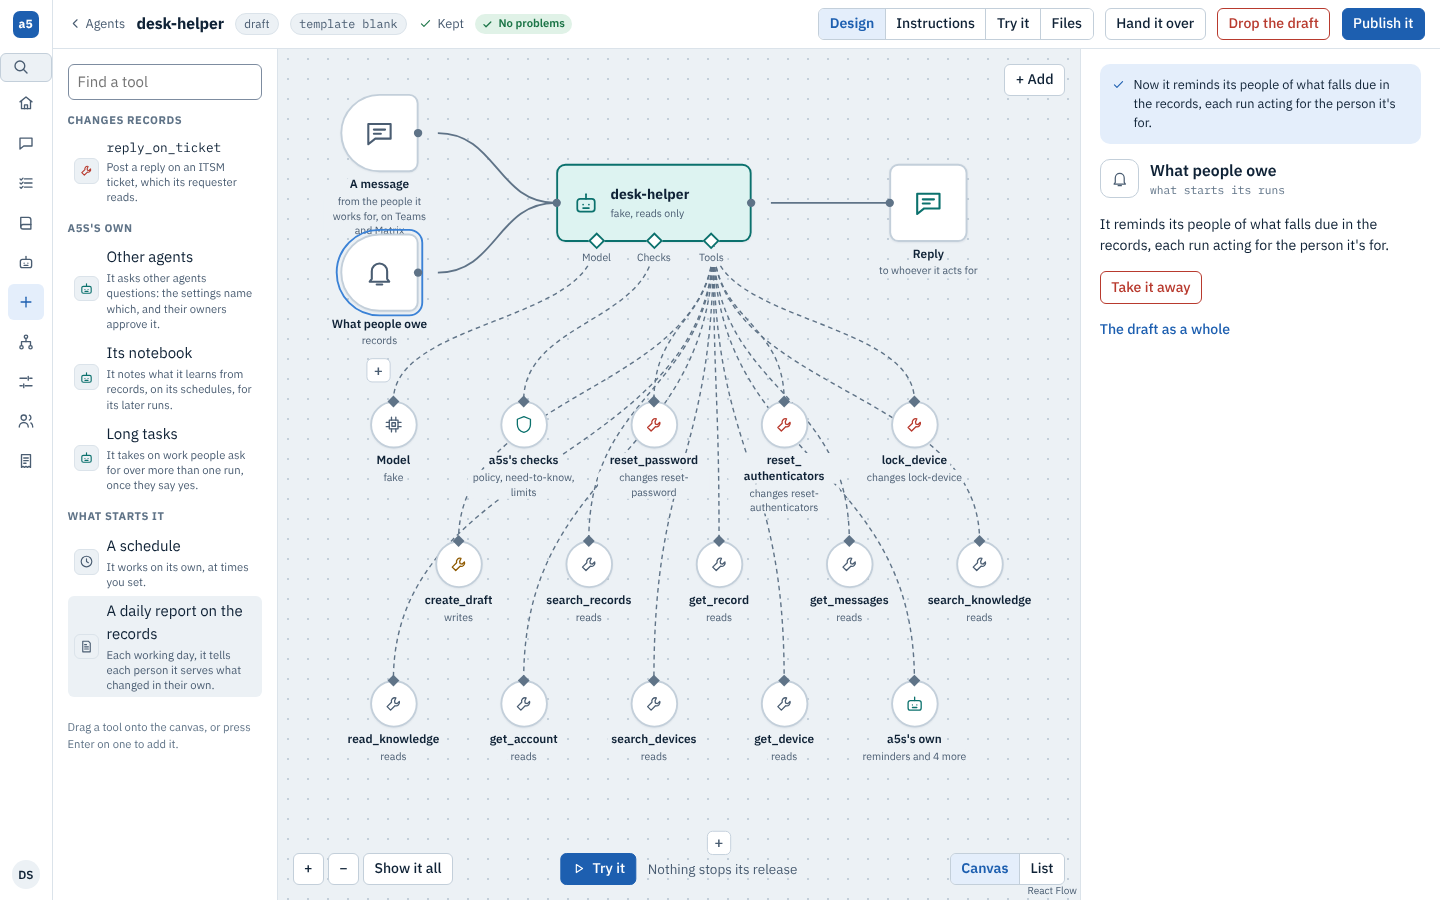 a5
Agents
desk-helper
draft
template blank
Kept
No problems
Design
Instructions
Try it
Files
Hand it over
Drop the draft
Publish it
Find a tool
CHANGES RECORDS
reply_on_ticket
Post a reply on an ITSM
ticket, which its requester
reads.
A5S'S OWN
Other agents
It asks other agents
questions: the settings name
which, and their owners
approve it.
Its notebook
It notes what it learns from
records, on its schedules, for
its later runs.
Long tasks
It takes on work people ask
for over more than one run,
once they say yes.
WHAT STARTS IT
A schedule
It works on its own, at times
you set.
A daily report on the
records
Each working day, it tells
each person it serves what
changed in their own.
Drag a tool onto the canvas, or press
Enter on one to add it.
DS
+ Add
A message
from the people it
works for, on Teams
and Matrix
What people owe
records
+
desk-helper
fake, reads only
Model
Checks
Tools
Reply
to whoever it acts for
Model
fake
a5s's checks
policy, need-to-know,
limits
reset_password
changes reset-
password
reset_
authenticators
changes reset-
authenticators
lock_device
changes lock-device
create_draft
writes
search_records
reads
get_record
reads
get_messages
reads
search_knowledge
reads
read_knowledge
reads
get_account
reads
search_devices
reads
get_device
reads
a5s's own
reminders and 4 more
+
+
−
Show it all
Try it
Nothing stops its release
Canvas
List
React Flow
Now it reminds its people of what falls due in
the records, each run acting for the person it's
for.
What people owe
what starts its runs
It reminds its people of what falls due in the
records, each run acting for the person it's for.
Take it away
The draft as a whole